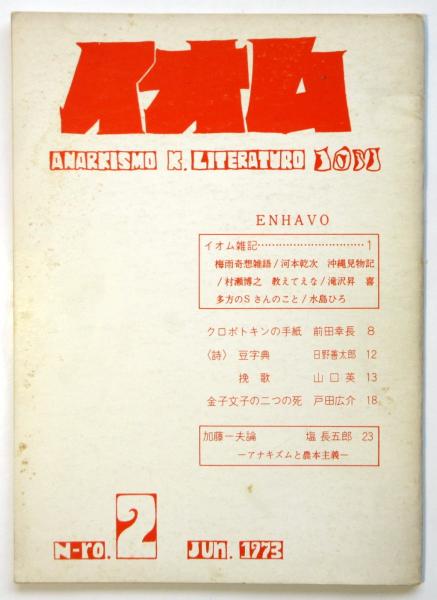 イオム
ANARKISMO K. LITERATURO IOM
ENHAVO
イオム雑記……………………………1
梅雨奇想雑語/河本乾次 沖縄見物記
/村瀬博之 教えてえな/滝沢昇 喜
多方のSさんのこと/水島ひろ
クロポトキンの手紙 前田幸長 8
〈詩〉 豆字典 日野善太郎 12
挽歌 山口英 13
金子文子の二つの死 戸田広介 18
加藤一夫論 塩長五郎 23
―アナキズムと農本主義―
N-ro. 2 JUN. 1973